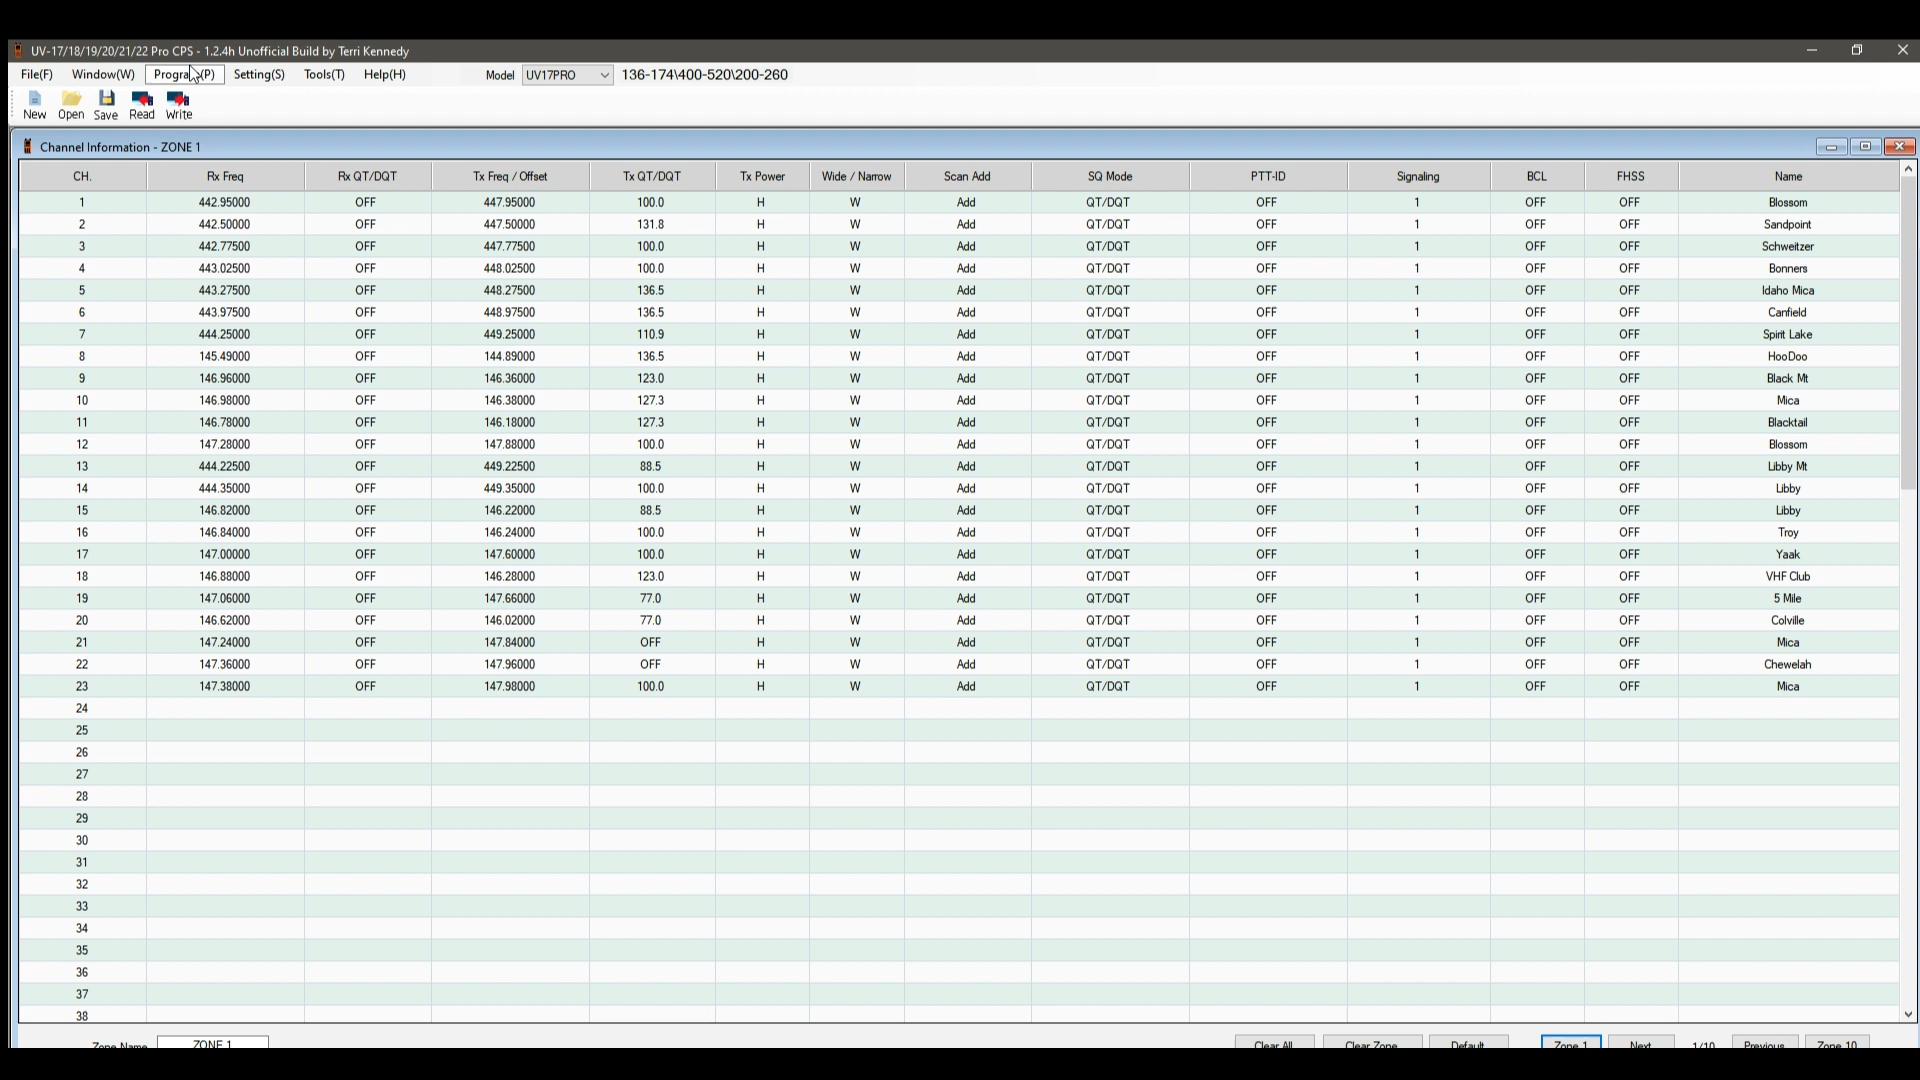 UV-17/18/19/20/21/22 Pro CPS - 1.2.4h Unofficial Build by Terri Kennedy
File(F) Window(W) Progra (P) Setting(S) Tools(T) Help(H) Model UV17PRO 136-174\400-520\200-260
New Open Save Read Write
Channel Information - ZONE 1
CH. Rx Freq Rx QT/DQT Tx Freq / Offset Tx QT/DQT Tx Power Wide / Narrow Scan Add SQ Mode PTT-ID Signaling BCL FHSS Name
1 442.95000 OFF 447.95000 100.0 H W Add QT/DQT OFF 1 OFF OFF Blossom
2 442.50000 OFF 447.50000 131.8 H W Add QT/DQT OFF 1 OFF OFF Sandpoint
3 442.77500 OFF 447.77500 100.0 H W Add QT/DQT OFF 1 OFF OFF Schweitzer
4 443.02500 OFF 448.02500 100.0 H W Add QT/DQT OFF 1 OFF OFF Bonners
5 443.27500 OFF 448.27500 136.5 H W Add QT/DQT OFF 1 OFF OFF Idaho Mica
6 443.97500 OFF 448.97500 136.5 H W Add QT/DQT OFF 1 OFF OFF Canfield
7 444.25000 OFF 449.25000 110.9 H W Add QT/DQT OFF 1 OFF OFF Spirit Lake
8 145.49000 OFF 144.89000 136.5 H W Add QT/DQT OFF 1 OFF OFF HooDoo
9 146.96000 OFF 146.36000 123.0 H W Add QT/DQT OFF 1 OFF OFF Black Mt
10 146.98000 OFF 146.38000 127.3 H W Add QT/DQT OFF 1 OFF OFF Mica
11 146.78000 OFF 146.18000 127.3 H W Add QT/DQT OFF 1 OFF OFF Blacktail
12 147.28000 OFF 147.88000 100.0 H W Add QT/DQT OFF 1 OFF OFF Blossom
13 444.22500 OFF 449.22500 88.5 H W Add QT/DQT OFF 1 OFF OFF Libby Mt
14 444.35000 OFF 449.35000 100.0 H W Add QT/DQT OFF 1 OFF OFF Libby
15 146.82000 OFF 146.22000 88.5 H W Add QT/DQT OFF 1 OFF OFF Libby
16 146.84000 OFF 146.24000 100.0 H W Add QT/DQT OFF 1 OFF OFF Troy
17 147.00000 OFF 147.60000 100.0 H W Add QT/DQT OFF 1 OFF OFF Yaak
18 146.88000 OFF 146.28000 123.0 H W Add QT/DQT OFF 1 OFF OFF VHF Club
19 147.06000 OFF 147.66000 77.0 H W Add QT/DQT OFF 1 OFF OFF 5 Mile
20 146.62000 OFF 146.02000 77.0 H W Add QT/DQT OFF 1 OFF OFF Colville
21 147.24000 OFF 147.84000 OFF H W Add QT/DQT OFF 1 OFF OFF Mica
22 147.36000 OFF 147.96000 OFF H W Add QT/DQT OFF 1 OFF OFF Chewelah
23 147.38000 OFF 147.98000 100.0 H W Add QT/DQT OFF 1 OFF OFF Mica
24
25
26
27
28
29
30
31
32
33
34
35
36
37
38
Zone Name ZONE 1 Clear All Clear Zone Default Zone 1 Next 1/10 Previous Zone 10